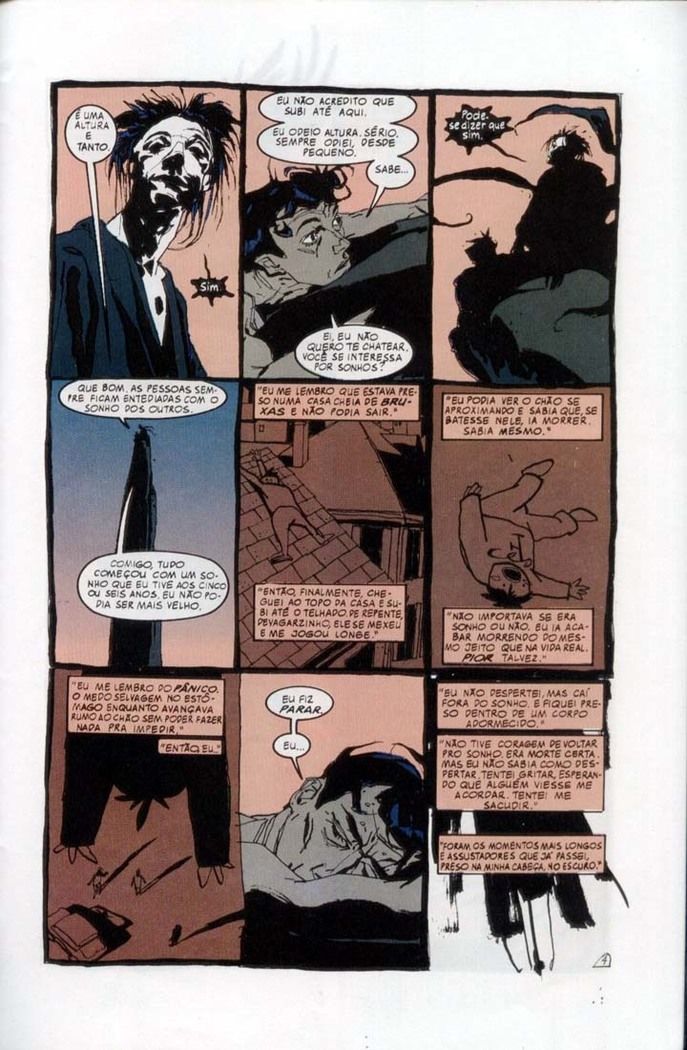 É UMA
ALTURA
E
TANTO.
Sim.
EU NÃO ACREDITO QUE
SUBI ATÉ AQUI.
EU ODEIO ALTURA. SÉRIO.
SEMPRE ODIEI, DESDE
PEQUENO.
SABE...
EI, EU NÃO
QUERO TE CHATEAR.
VOCÊ SE INTERESSA
POR SONHOS?
Pode-
se dizer que
sim.
QUE BOM. AS PESSOAS SEM-
PRE FICAM ENTEDIADAS COM O
SONHO DOS OUTROS.
COMIGO, TUDO
COMEÇOU COM UM SO-
NHO QUE EU TIVE AOS CINCO
OU SEIS ANOS. EU NÃO PO-
DIA SER MAIS VELHO.
"EU ME LEMBRO QUE ESTAVA PRE-
SO NUMA CASA CHEIA DE BRU-
XAS E NÃO PODIA SAIR."
"ENTÃO, FINALMENTE, CHE-
GUEI AO TOPO DA CASA E SU-
BI ATÉ O TELHADO. DE REPENTE,
DEVAGARZINHO, ELE SE MEXEU
E ME JOGOU LONGE."
"EU PODIA VER O CHÃO SE
APROXIMANDO E SABIA QUE, SE
BATESSE NELE, IA MORRER.
SABIA MESMO."
"NÃO IMPORTAVA SE ERA
SONHO OU NÃO. EU IA ACA-
BAR MORRENDO DO MES-
MO JEITO QUE NA VIDA REAL.
PIOR TALVEZ."
"EU ME LEMBRO DO PÂNICO.
O MEDO SELVAGEM NO ESTÔ-
MAGO ENQUANTO AVANÇAVA
RUMO AO CHÃO SEM PODER FAZER
NADA PRA IMPEDIR."
"ENTÃO, EU..."
EU FIZ
PARAR.
EU...
"EU NÃO DESPERTEI, MAS CAÍ
FORA DO SONHO. E FIQUEI PRE-
SO DENTRO DE UM CORPO
ADORMECIDO."
"NÃO TIVE CORAGEM DE VOLTAR
PRO SONHO. ERA MORTE CERTA.
MAS EU NÃO SABIA COMO DES-
PERTAR. TENTEI GRITAR, ESPERAN-
DO QUE ALGUÉM VIESSE ME
ACORDAR. TENTEI ME
SACUDIR."
"FORAM OS MOMENTOS MAIS LONGOS
E ASSUSTADORES QUE JÁ PASSEI,
PRESO NA MINHA CABEÇA, NO ESCURO."
4